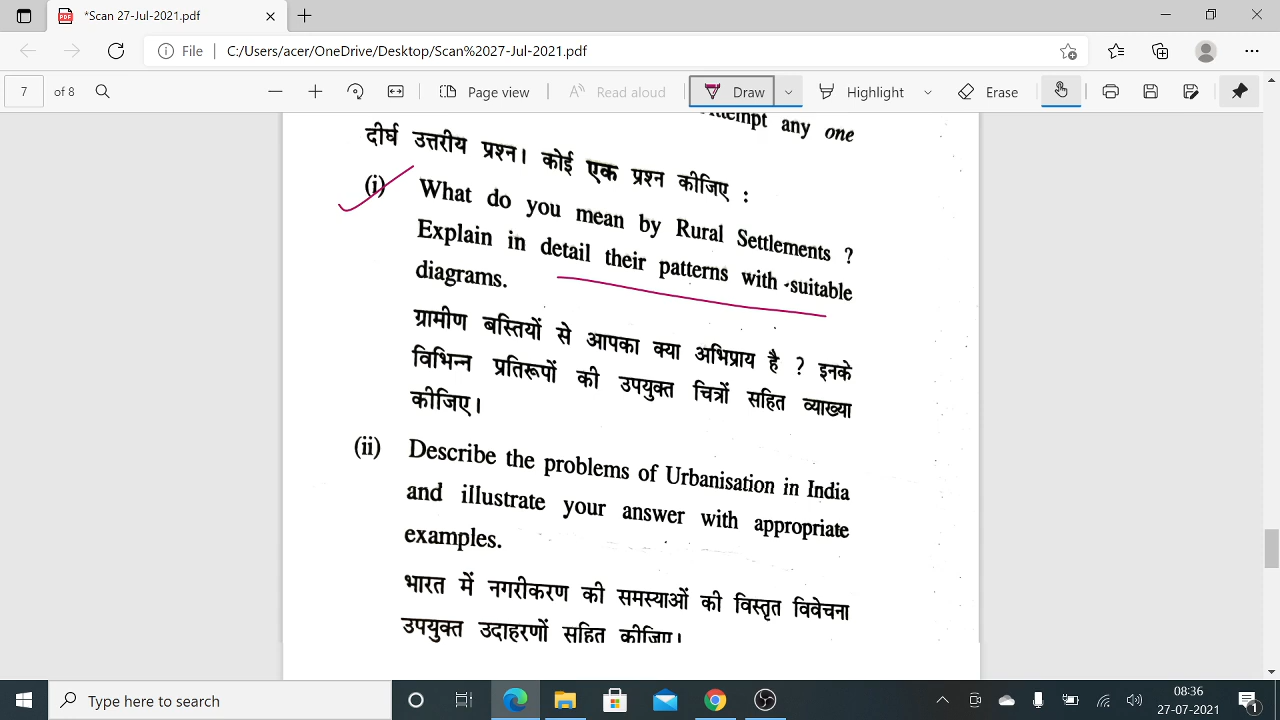 *Scan 27-Jul-2021.pdf
File C:/Users/acer/OneDrive/Desktop/Scan%2027-Jul-2021.pdf
7 of 8 Page view Read aloud Draw Highlight Erase
Attempt any one
दीर्घ उत्तरीय प्रश्न। कोई एक प्रश्न कीजिए :
(i) What do you mean by Rural Settlements ?
Explain in detail their patterns with suitable
diagrams.
ग्रामीण बस्तियों से आपका क्या अभिप्राय है ? इनके
विभिन्न प्रतिरूपों की उपयुक्त चित्रों सहित व्याख्या
कीजिए।
(ii) Describe the problems of Urbanisation in India
and illustrate your answer with appropriate
examples.
भारत में नगरीकरण की समस्याओं की विस्तृत विवेचना
उपयुक्त उदाहरणों सहित कीजिए।
Type here to search
08:36
27-07-2021
1